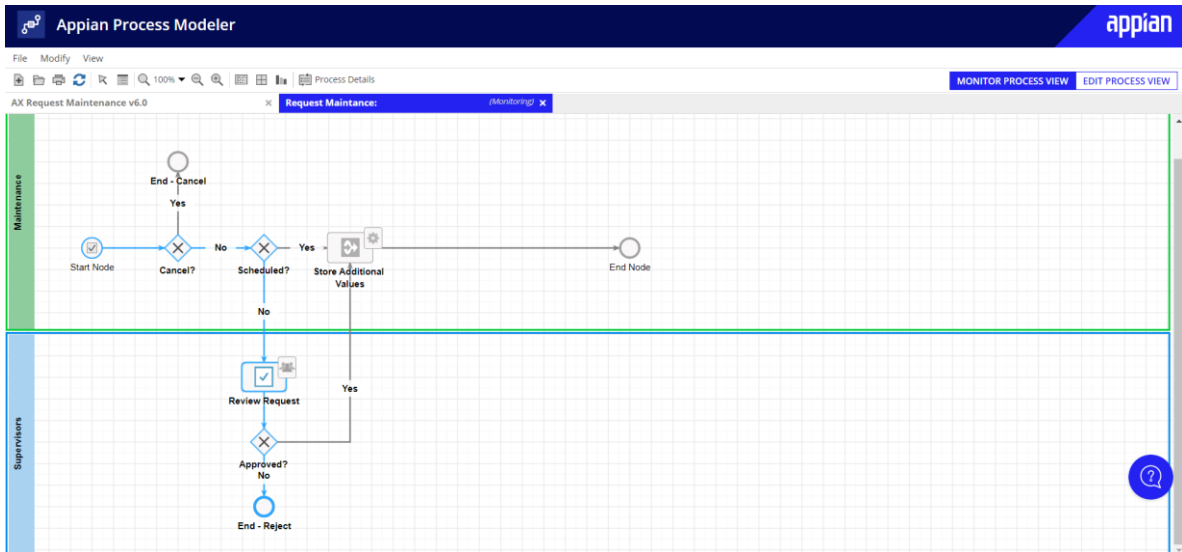 Appian Process Modeler
appian
File Modify View
100% Process Details
MONITOR PROCESS VIEW EDIT PROCESS VIEW
AX Request Maintenance v6.0
Request Maintance: (Monitoring)
Maintenance
End - Cancel
Yes
No
Yes
Start Node
Cancel?
Scheduled?
Store Additional
Values
End Node
No
Supervisors
Review Request
Yes
Approved?
No
End - Reject